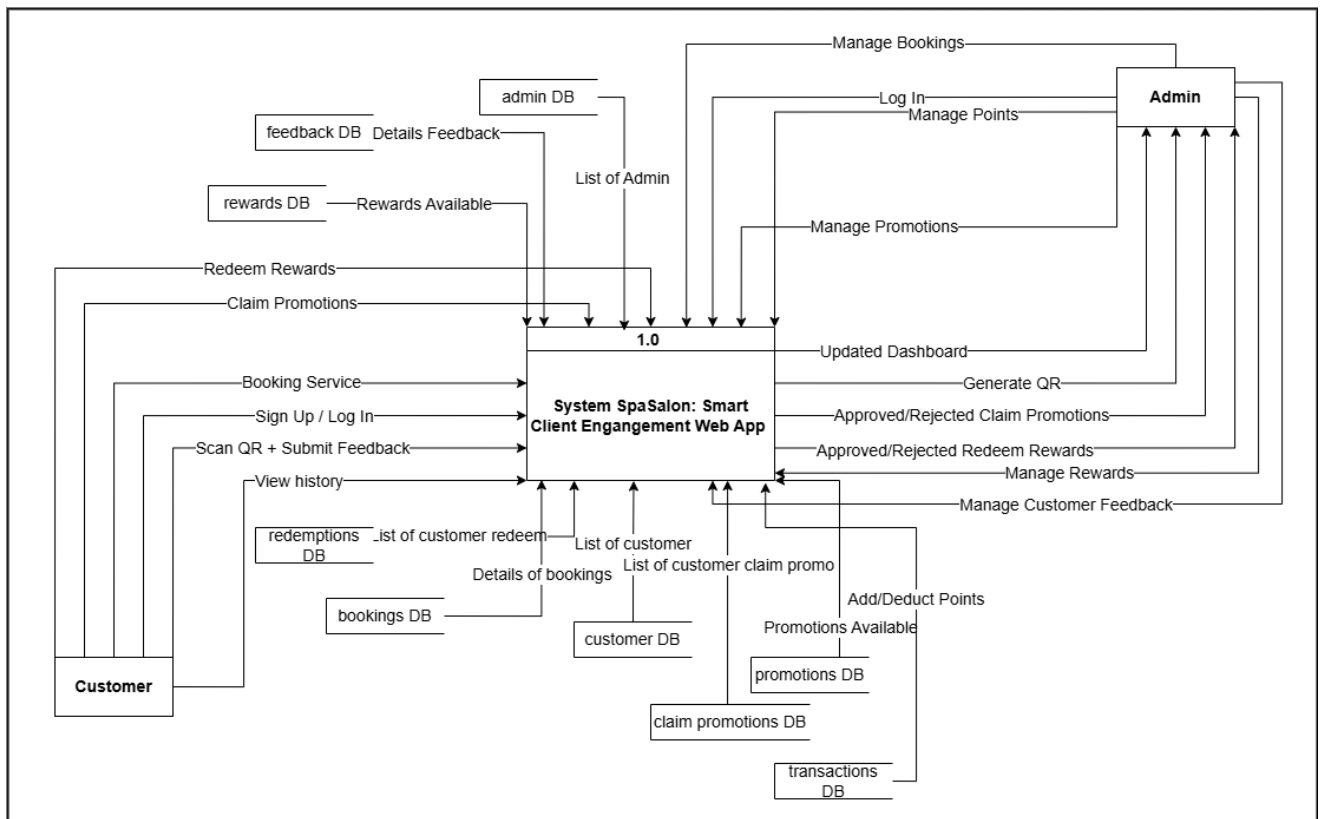 Manage Bookings
admin DB
Log In
Admin
Manage Points
feedback DB
Details Feedback
List of Admin
rewards DB
Rewards Available
Manage Promotions
Redeem Rewards
Claim Promotions
1.0
Updated Dashboard
Booking Service
Generate QR
System SpaSalon: Smart
Client Engangement Web App
Sign Up / Log In
Approved/Rejected Claim Promotions
Scan QR + Submit Feedback
Approved/Rejected Redeem Rewards
Manage Rewards
View history
Manage Customer Feedback
redemptions
DB
List of customer redeem
List of customer
List of customer claim promo
Details of bookings
bookings DB
Add/Deduct Points
Promotions Available
customer DB
promotions DB
Customer
claim promotions DB
transactions
DB